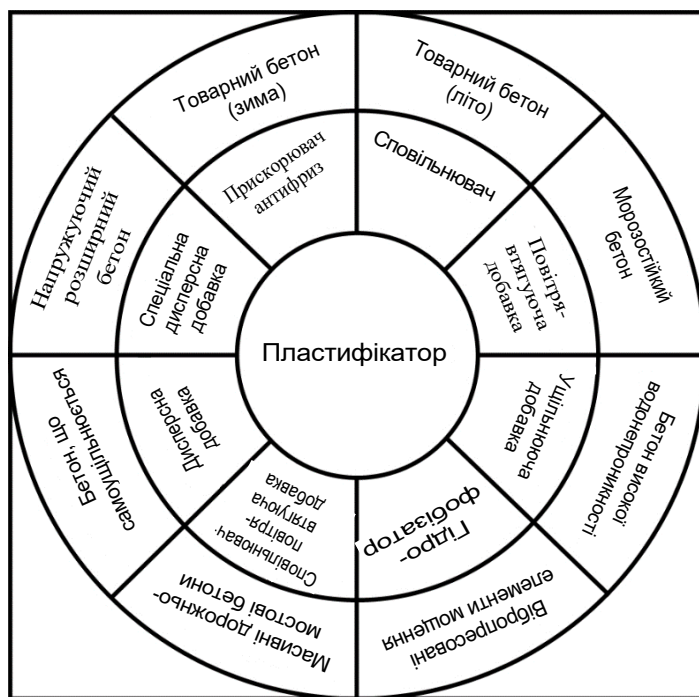 Товарний бетон
(зима)
Товарний бетон
(літо)
Прискорювач
антифриз
Сповільнювач
Напружуючий
розширний
бетон
Спеціальна
дисперсна
добавка
Повітря-
втягуюча
добавка
Морозостійкий
бетон
Пластифікатор
Бетон, що
самоущільнюється
Дисперсна
добавка
Сповільнювач
повітря-
втягуюча
добавка
Гідро-
фобізатор
Ущільнююча
добавка
Бетон високої
водонепроникності
Масивні дорожньо-
мостові бетони
Вібропресовані
елементи мощення